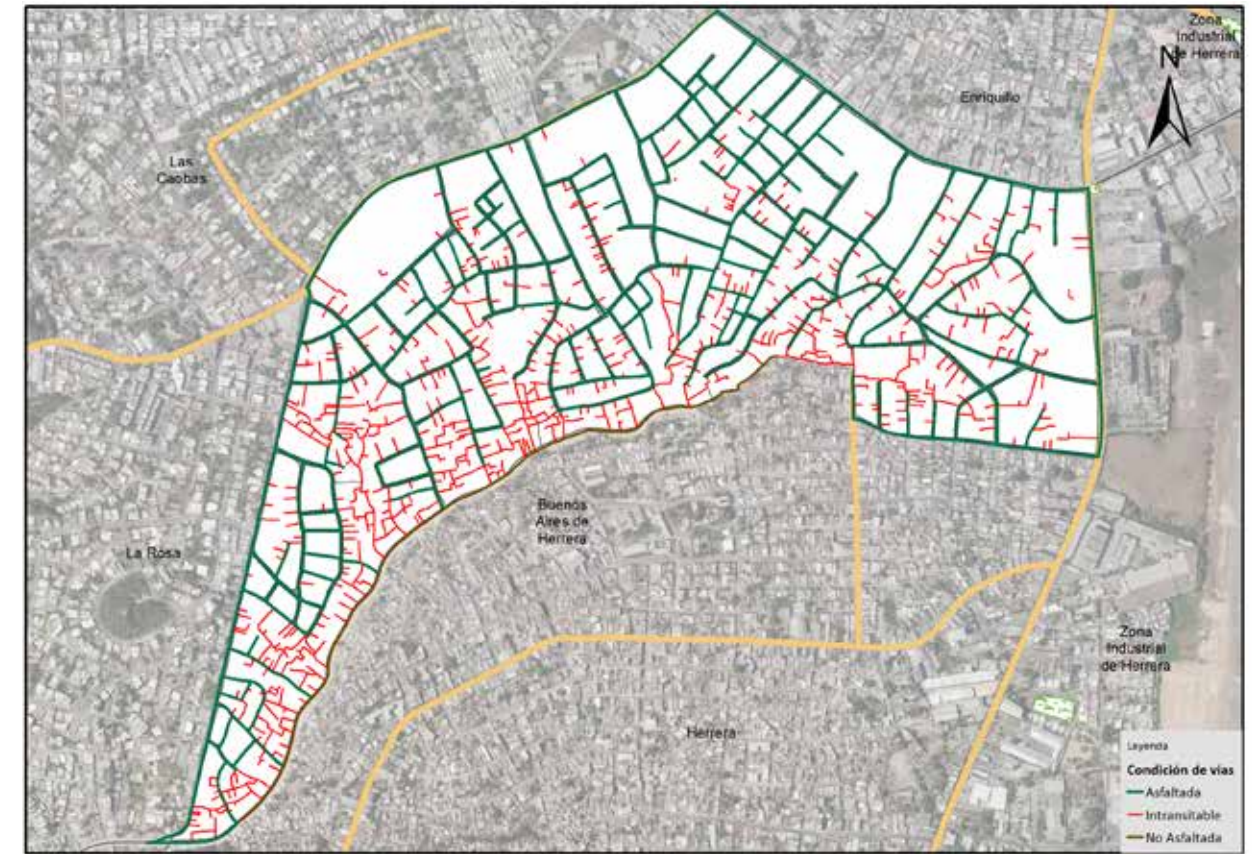 Zona
Industrial
de Herrera
N
Enriquillo
Las
Caobas
Buenos
Aires de
Herrera
La Rosa
Zona
Industrial
de Herrera
Herrera
Leyenda
Condición de vías
Asfaltada
Intransitable
No Asfaltada